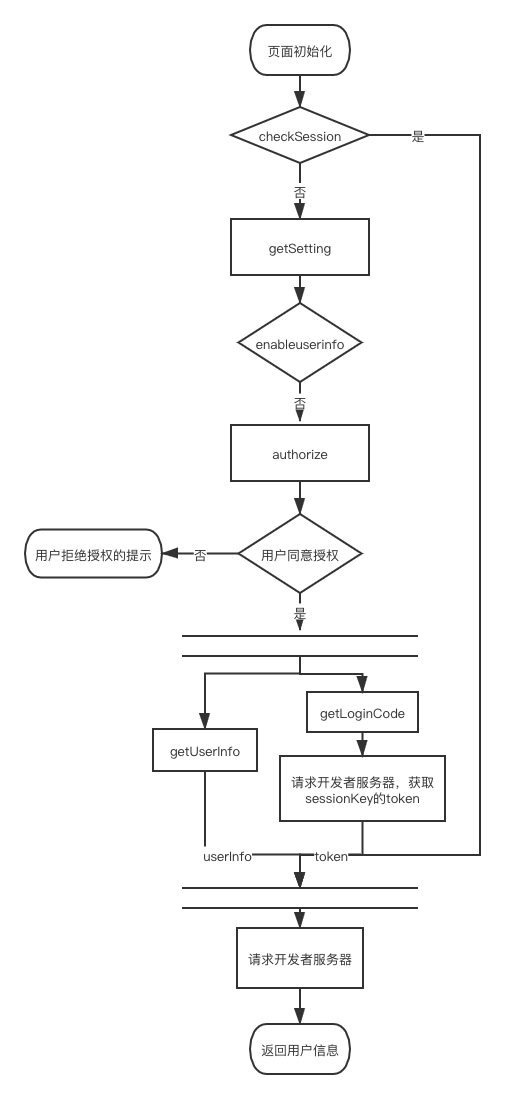 页面初始化
checkSession
是
否
getSetting
enableuserinfo
否
authorize
用户同意授权
否
用户拒绝授权的提示
是
getLoginCode
getUserInfo
请求开发者服务器，获取
sessionKey的token
userInfo
token
请求开发者服务器
返回用户信息